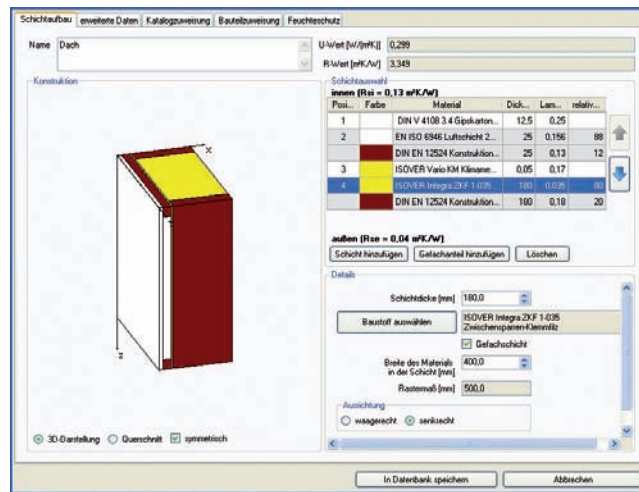 Schichtaufbau erweiterte Daten Katalogzuweisung Bauteilzuweisung Feuchteschutz
Name Dach
U-Wert [W/(m²K)] 0,299
R-Wert [m²K/W] 3,349
Konstruktion
x
z
3D-Darstellung Querschnitt symmetrisch
Schichtauswahl
innen (Rsi = 0,13 m²K/W)
Posi... Farbe Material Dick... Lam... relativ...
1 DIN V 4108 3.4 Gipskarton... 12,5 0,25
2 EN ISO 6946 Luftschicht 2... 25 0,156 88
DIN EN 12524 Konstruktion... 25 0,13 12
3 ISOVER Vario KM Klimame... 0,05 0,17
4 ISOVER Integra ZKF 1-035 ... 180 0,035 80
DIN EN 12524 Konstruktion... 180 0,18 20
außen (Rse = 0,04 m²K/W)
Schicht hinzufügen Gefachanteil hinzufügen Löschen
Details
Schichtdicke [mm] 180,0
Baustoff auswählen ISOVER Integra ZKF 1-035
Zwischensparren-Klemmfilz
Gefachschicht
Breite des Materials
in der Schicht [mm] 400,0
Rastermaß [mm] 500,0
Ausrichtung
waagerecht senkrecht
In Datenbank speichern Abbrechen